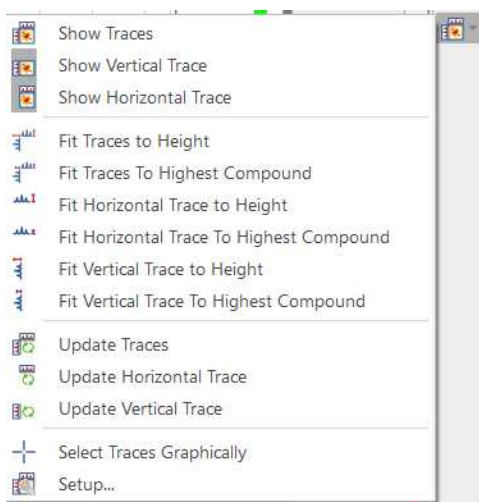 Show Traces
Show Vertical Trace
Show Horizontal Trace
Fit Traces to Height
Fit Traces To Highest Compound
Fit Horizontal Trace to Height
Fit Horizontal Trace To Highest Compound
Fit Vertical Trace to Height
Fit Vertical Trace To Highest Compound
Update Traces
Update Horizontal Trace
Update Vertical Trace
Select Traces Graphically
Setup...